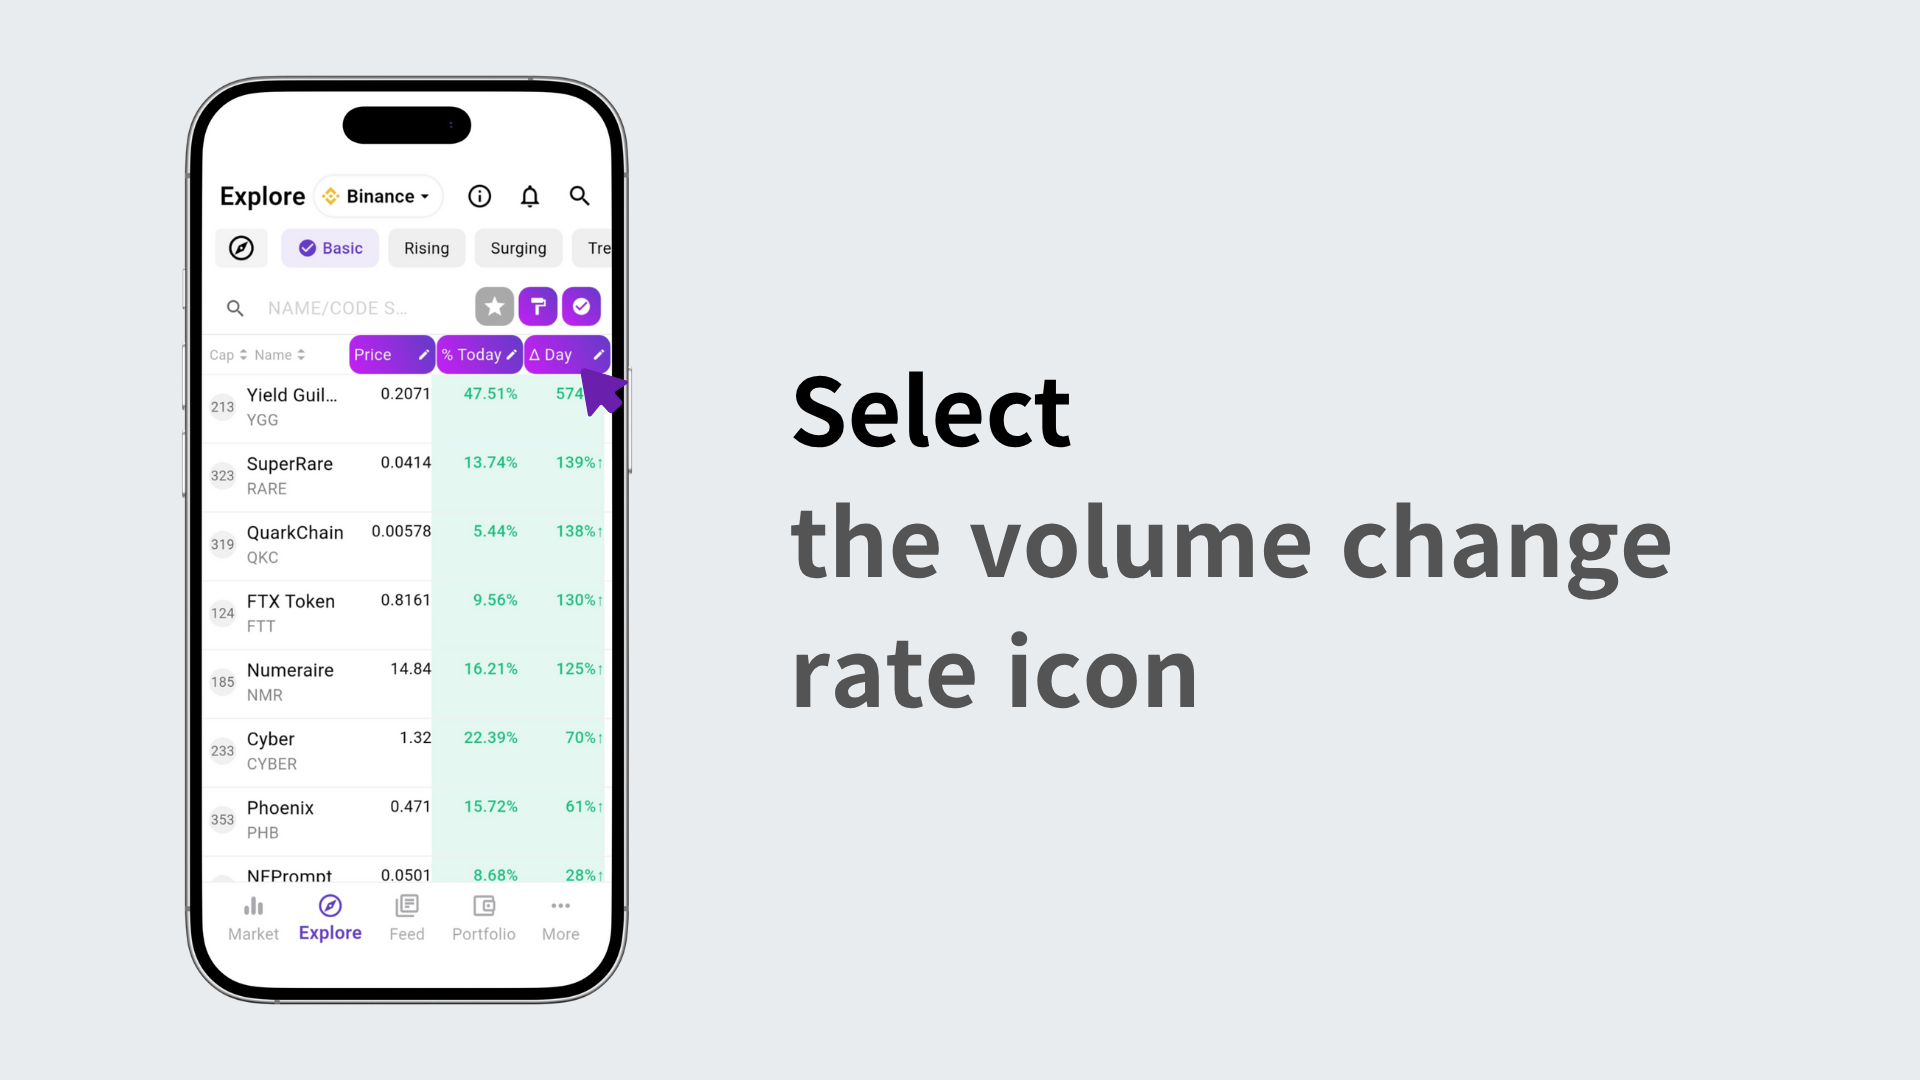 Explore Binance
Basic Rising Surging Tre
NAME/CODE S...
Cap Name Price % Today Δ Day
213 Yield Guil... 0.2071 47.51% 574
YGG
323 SuperRare 0.0414 13.74% 139%↑
RARE
319 QuarkChain 0.00578 5.44% 138%↑
QKC
124 FTX Token 0.8161 9.56% 130%↑
FTT
185 Numeraire 14.84 16.21% 125%↑
NMR
233 Cyber 1.32 22.39% 70%↑
CYBER
353 Phoenix 0.471 15.72% 61%↑
PHB
NFPrompt 0.0501 8.68% 28%↑
Market Explore Feed Portfolio More
Select
the volume change
rate icon